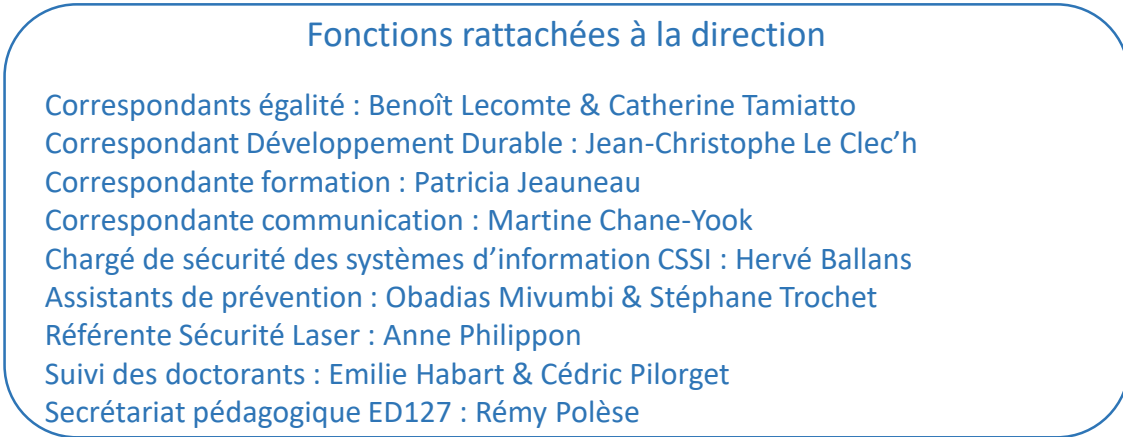 Fonctions rattachées à la direction
Correspondants égalité : Benoît Lecomte & Catherine Tamiatto
Correspondant Développement Durable : Jean-Christophe Le Clec’h
Correspondante formation : Patricia Jeauneau
Correspondante communication : Martine Chane-Yook
Chargé de sécurité des systèmes d’information CSSI : Hervé Ballans
Assistants de prévention : Obadias Mivumbi & Stéphane Trochet
Référente Sécurité Laser : Anne Philippon
Suivi des doctorants : Emilie Habart & Cédric Pilorget
Secrétariat pédagogique ED127 : Rémy Polèse